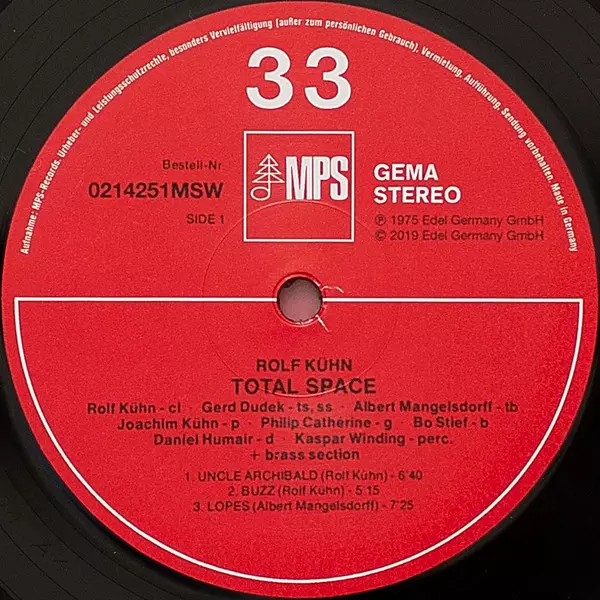 Aufnahme: MPS-Records. Urheber- und Leistungsschutzrechte, besonders Vervielfältigung (außer zum persönlichen Gebrauch). Vermietung, Aufführung, Sendung vorbehalten. Made in Germany
33
Bestell-Nr.
0214251MSW
SIDE 1
MPS
GEMA
STEREO
Ⓟ 1975 Edel Germany GmbH
© 2019 Edel Germany GmbH
ROLF KÜHN
TOTAL SPACE
Rolf Kühn - cl · Gerd Dudek - ts, ss · Albert Mangelsdorff - tb
Joachim Kühn - p · Philip Cathérine - g · Bo Stief - b
Daniel Humair - d · Kaspar Winding - perc.
+ brass section
1. UNCLE ARCHIBALD (Rolf Kühn) - 6'40
2. BUZZ (Rolf Kühn) - 5'15
3. LOPES (Albert Mangelsdorff) - 7'25